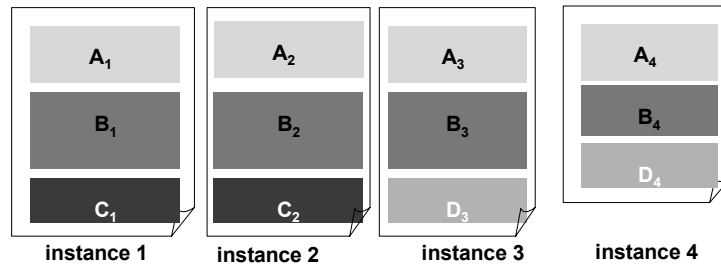 A₁
B₁
C₁
instance 1
A₂
B₂
C₂
instance 2
A₃
B₃
D₃
instance 3
A₄
B₄
D₄
instance 4